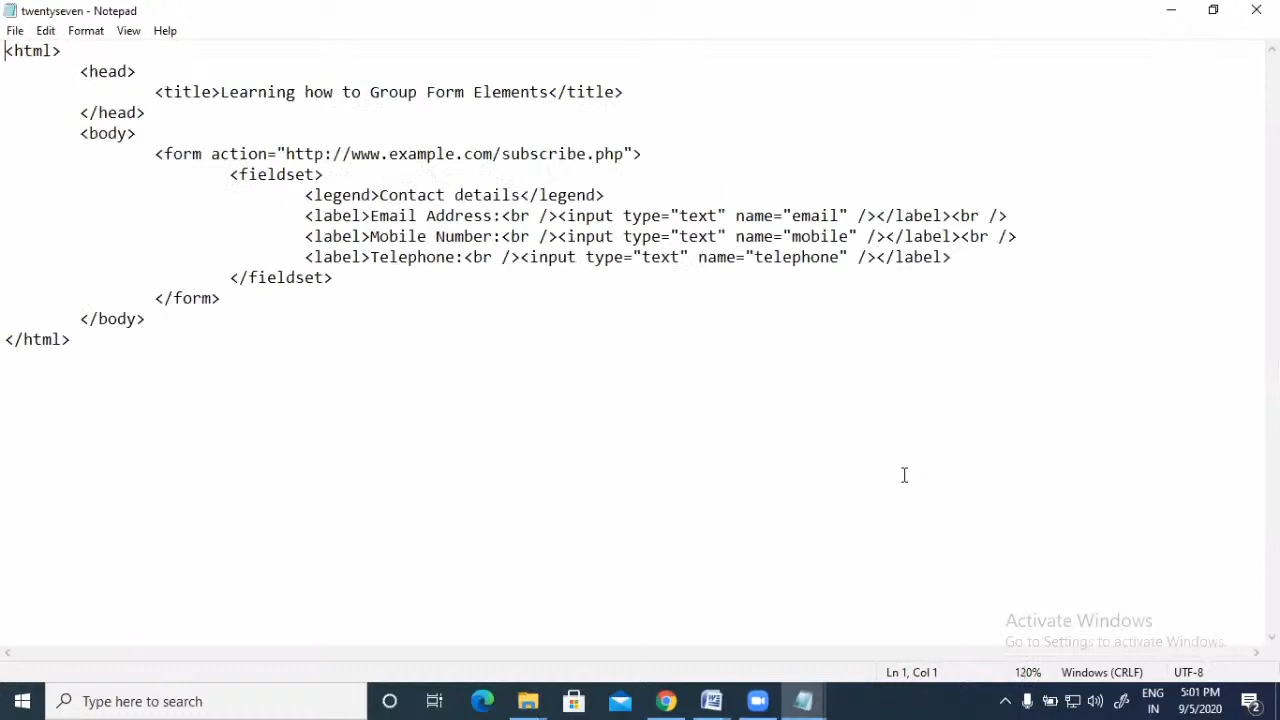 twentyseven - Notepad
File Edit Format View Help
<html>
<head>
<title>Learning how to Group Form Elements</title>
</head>
<body>
<form action="http://www.example.com/subscribe.php">
<fieldset>
<legend>Contact details</legend>
<label>Email Address:<br /><input type="text" name="email" /></label><br />
<label>Mobile Number:<br /><input type="text" name="mobile" /></label><br />
<label>Telephone:<br /><input type="text" name="telephone" /></label>
</fieldset>
</form>
</body>
</html>
Activate Windows
Go to Settings to activate Windows.
Ln 1, Col 1 120% Windows (CRLF) UTF-8
Type here to search
ENG 5:01 PM
IN 9/5/2020 2